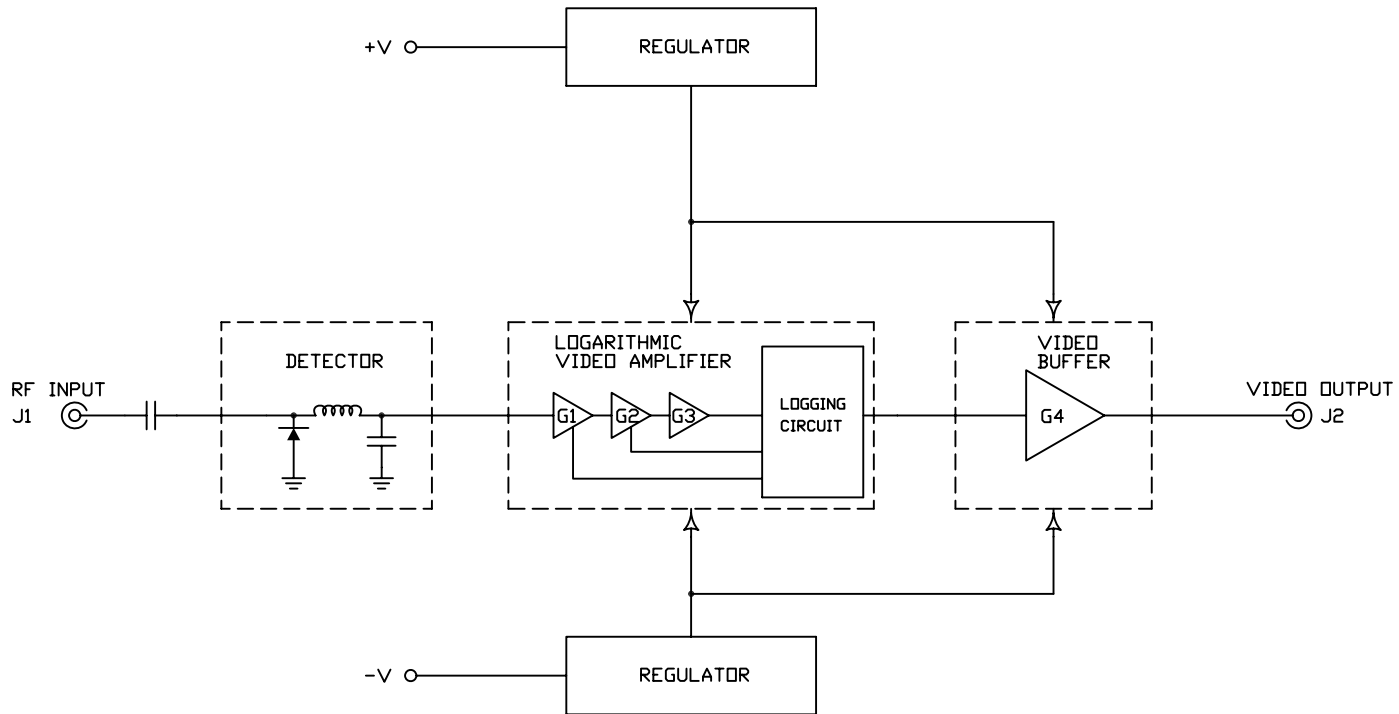 +V
REGULATOR
DETECTOR
LOGARITHMIC
VIDEO AMPLIFIER
VIDEO
BUFFER
RF INPUT
J1
G1
G2
G3
LOGGING
CIRCUIT
G4
VIDEO OUTPUT
J2
-V
REGULATOR